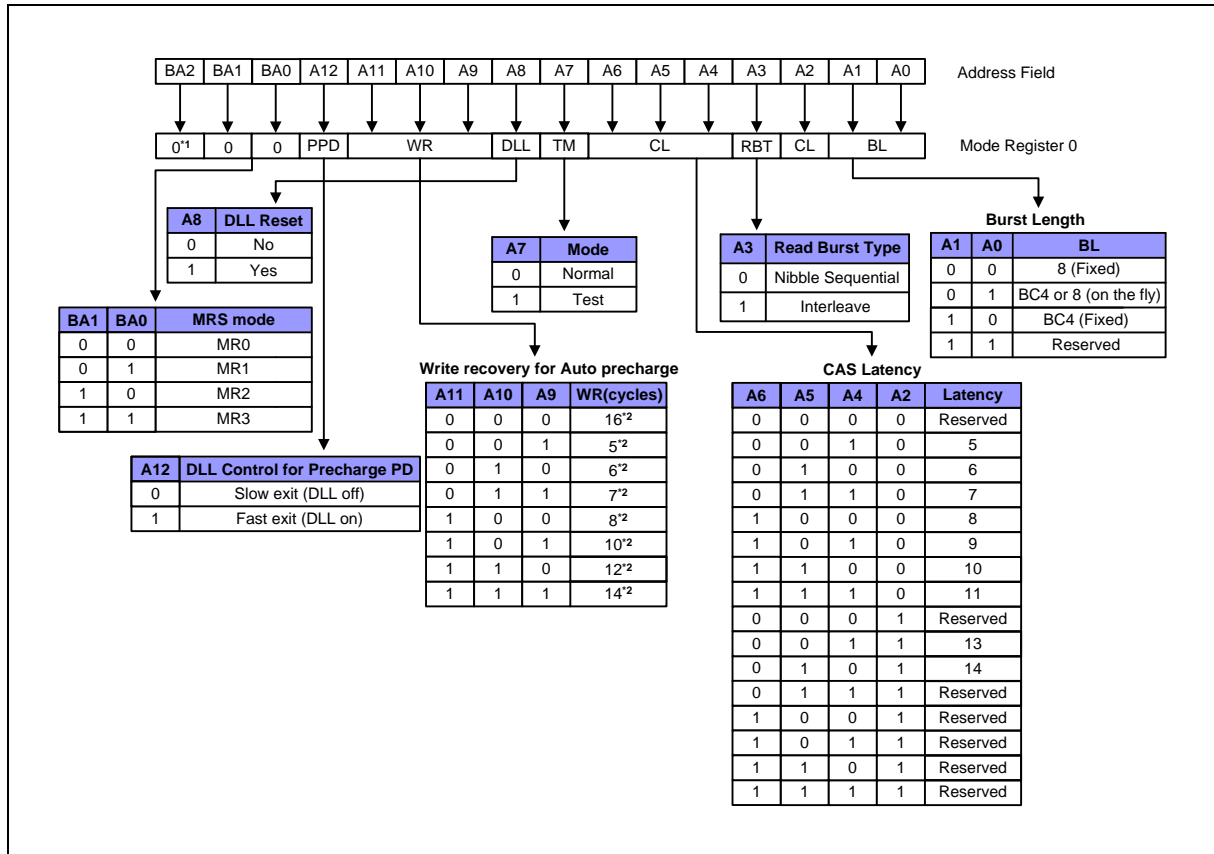 BA2 BA1 BA0 A12 A11 A10 A9 A8 A7 A6 A5 A4 A3 A2 A1 A0 Address Field
0*1 0 0 PPD WR DLL TM CL RBT CL BL Mode Register 0
A8 DLL Reset
0 No
1 Yes
BA1 BA0 MRS mode
0 0 MR0
0 1 MR1
1 0 MR2
1 1 MR3
A12 DLL Control for Precharge PD
0 Slow exit (DLL off)
1 Fast exit (DLL on)
A7 Mode
0 Normal
1 Test
Write recovery for Auto precharge
A11 A10 A9 WR(cycles)
0 0 0 16*2
0 0 1 5*2
0 1 0 6*2
0 1 1 7*2
1 0 0 8*2
1 0 1 10*2
1 1 0 12*2
1 1 1 14*2
A3 Read Burst Type
0 Nibble Sequential
1 Interleave
Burst Length
A1 A0 BL
0 0 8 (Fixed)
0 1 BC4 or 8 (on the fly)
1 0 BC4 (Fixed)
1 1 Reserved
CAS Latency
A6 A5 A4 A2 Latency
0 0 0 0 Reserved
0 0 1 0 5
0 1 0 0 6
0 1 1 0 7
1 0 0 0 8
1 0 1 0 9
1 1 0 0 10
1 1 1 0 11
0 0 0 1 Reserved
0 0 1 1 13
0 1 0 1 14
0 1 1 1 Reserved
1 0 0 1 Reserved
1 0 1 1 Reserved
1 1 0 1 Reserved
1 1 1 1 Reserved